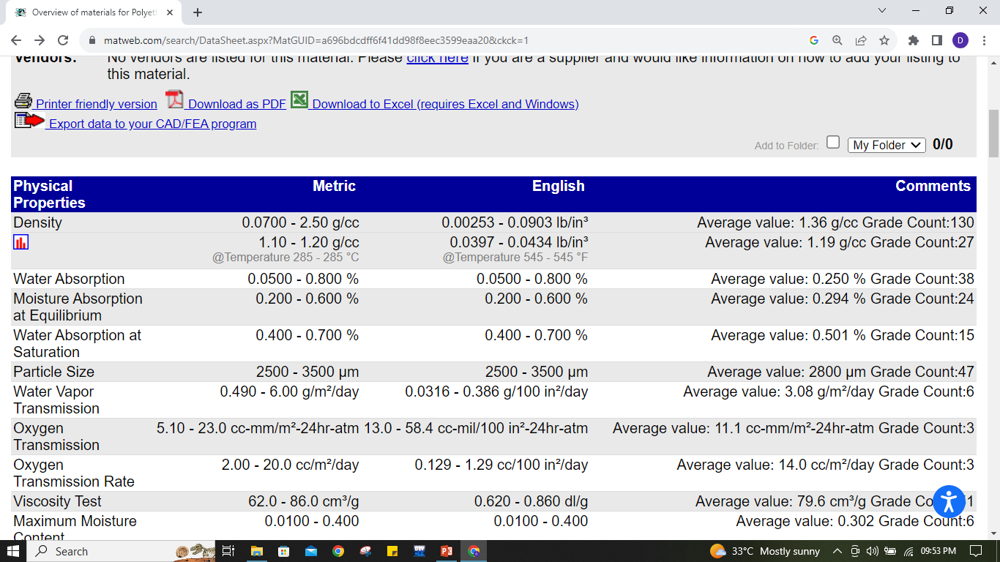 Overview of materials for Polyeth
matweb.com/search/DataSheet.aspx?MatGUID=a696bdcdff6f41dd98f8eec3599eaa20&ckck=1
D
Vendors: No vendors are listed for this material. Please click here if you are a supplier and would like information on how to add your listing to
this material.
Printer friendly version Download as PDF Download to Excel (requires Excel and Windows)
Export data to your CAD/FEA program
Add to Folder: My Folder 0/0
Physical Properties Metric English Comments
Density 0.0700 - 2.50 g/cc 0.00253 - 0.0903 lb/in³ Average value: 1.36 g/cc Grade Count:130
1.10 - 1.20 g/cc 0.0397 - 0.0434 lb/in³ Average value: 1.19 g/cc Grade Count:27
@Temperature 285 - 285 °C @Temperature 545 - 545 °F
Water Absorption 0.0500 - 0.800 % 0.0500 - 0.800 % Average value: 0.250 % Grade Count:38
Moisture Absorption at Equilibrium 0.200 - 0.600 % 0.200 - 0.600 % Average value: 0.294 % Grade Count:24
Water Absorption at Saturation 0.400 - 0.700 % 0.400 - 0.700 % Average value: 0.501 % Grade Count:15
Particle Size 2500 - 3500 µm 2500 - 3500 µm Average value: 2800 µm Grade Count:47
Water Vapor Transmission 0.490 - 6.00 g/m²/day 0.0316 - 0.386 g/100 in²/day Average value: 3.08 g/m²/day Grade Count:6
Oxygen Transmission 5.10 - 23.0 cc-mm/m²-24hr-atm 13.0 - 58.4 cc-mil/100 in²-24hr-atm Average value: 11.1 cc-mm/m²-24hr-atm Grade Count:3
Oxygen Transmission Rate 2.00 - 20.0 cc/m²/day 0.129 - 1.29 cc/100 in²/day Average value: 14.0 cc/m²/day Grade Count:3
Viscosity Test 62.0 - 86.0 cm³/g 0.620 - 0.860 dl/g Average value: 79.6 cm³/g Grade
Maximum Moisture Content 0.0100 - 0.400 0.0100 - 0.400 Average value: 0.302 Grade Count:6
Search 33°C Mostly sunny 09:53 PM